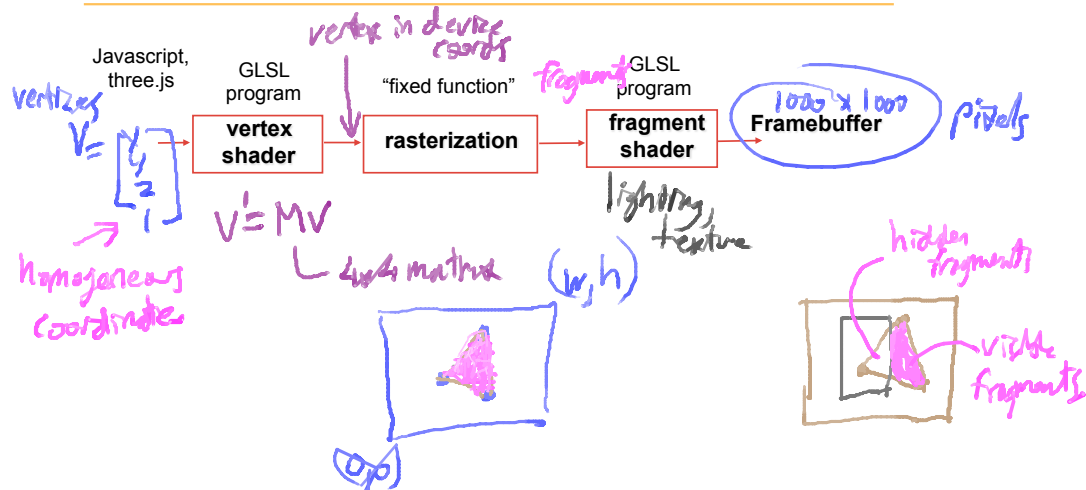 vertex in device
coords
Javascript,
three.js
GLSL
program
"fixed function"
fragment
GLSL
program
1000 x 1000
vertices
V=
y
z
1
vertex
shader
rasterization
fragment
shader
Framebuffer
pixels
V'=MV
4x4 matrix
lighting,
texture
homogeneous
coordinates
(w,h)
hidden
fragments
visible
fragments